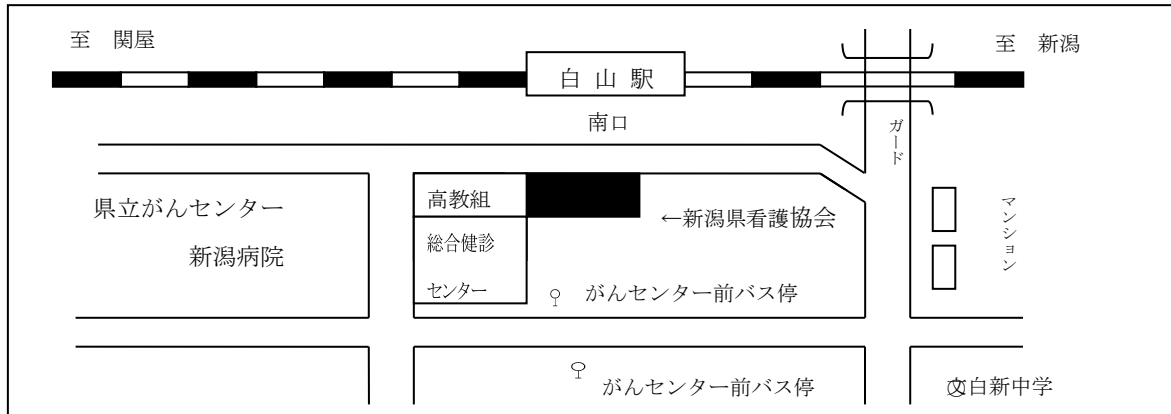 至　関屋
至　新潟
白 山 駅
南口
ガード
高教組
県立がんセンター
新潟病院
←新潟県看護協会
マンション
総合健診
センター
がんセンター前バス停
がんセンター前バス停
文白新中学